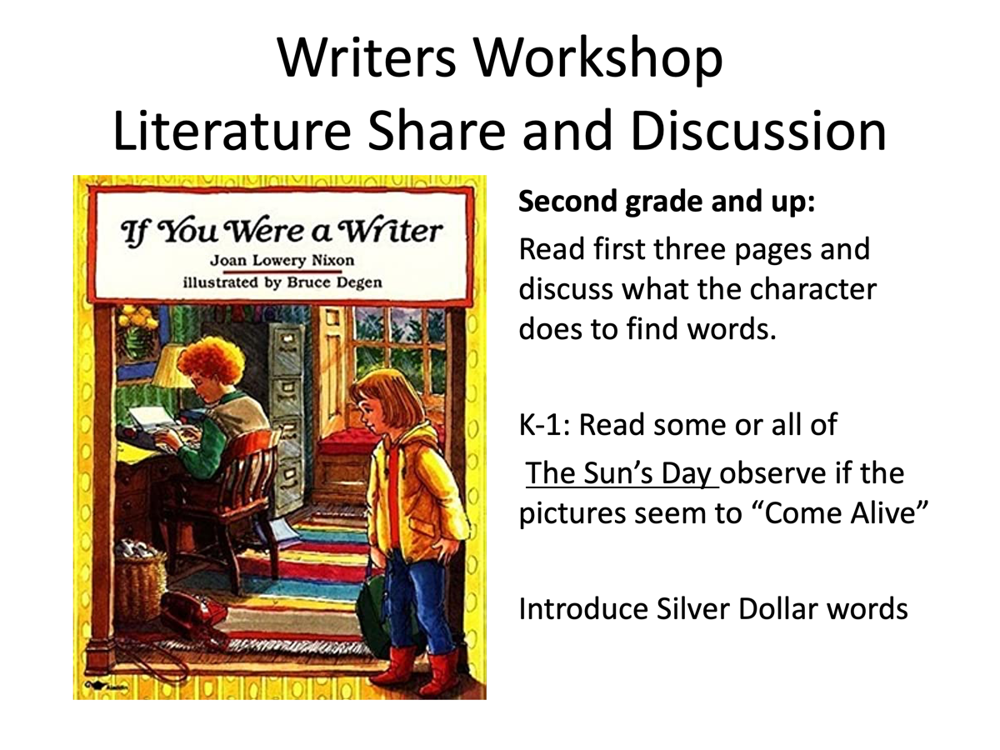 Writers Workshop
Literature Share and Discussion
If You Were a Writer
Joan Lowery Nixon
illustrated by Bruce Degen
Aladdin
Second grade and up:
Read first three pages and
discuss what the character
does to find words.
K-1: Read some or all of
The Sun’s Day observe if the
pictures seem to “Come Alive”
Introduce Silver Dollar words